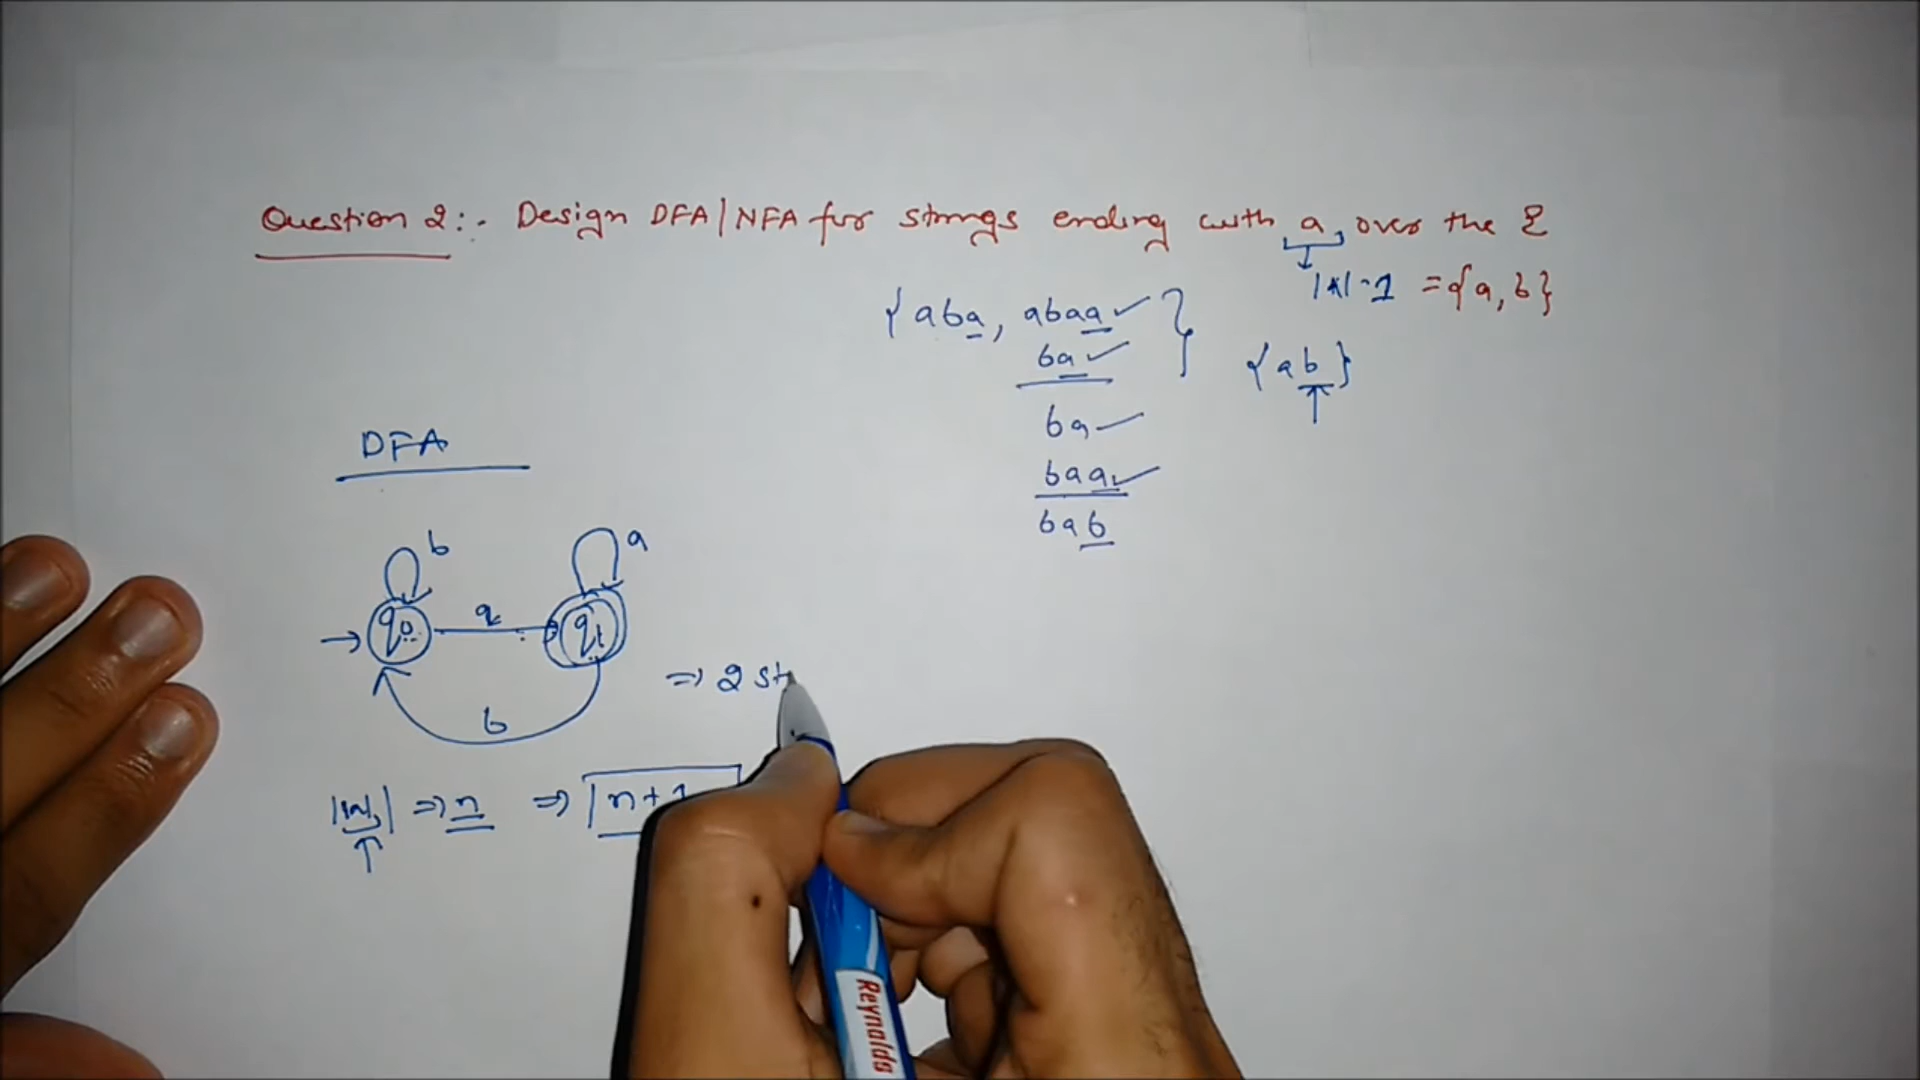 Question 2:- Design DFA/NFA for strings ending with a, over the Σ
= {a, b}
{aba, abaa
ba
{ab}
ba
baa
bab
DFA
b
a
q0
a
q1
b
=> 2 st
|w| => n => n+1
Reynolds